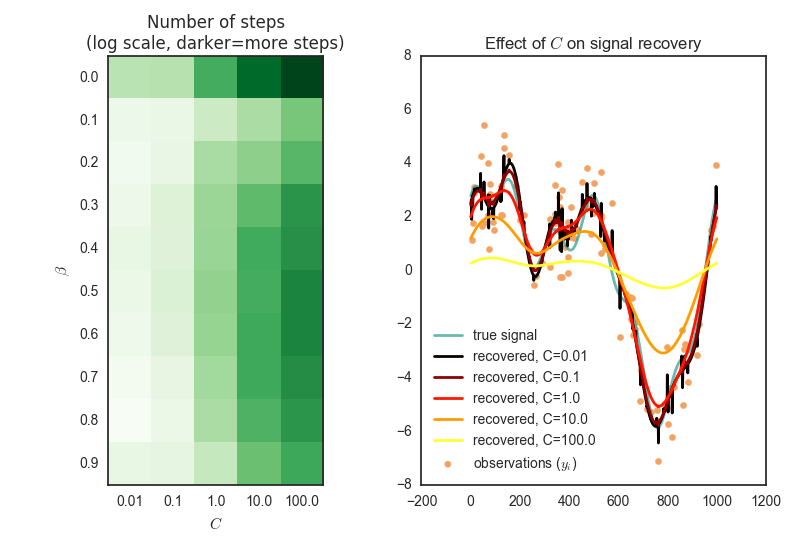 Number of steps
(log scale, darker=more steps)
0.0
0.1
0.2
0.3
0.4
0.5
0.6
0.7
0.8
0.9
β
0.01 0.1 1.0 10.0 100.0
C
Effect of C on signal recovery
8
6
4
2
0
−2
−4
−6
−8
true signal
recovered, C=0.01
recovered, C=0.1
recovered, C=1.0
recovered, C=10.0
recovered, C=100.0
observations (yᵢ)
−200 0 200 400 600 800 1000 1200